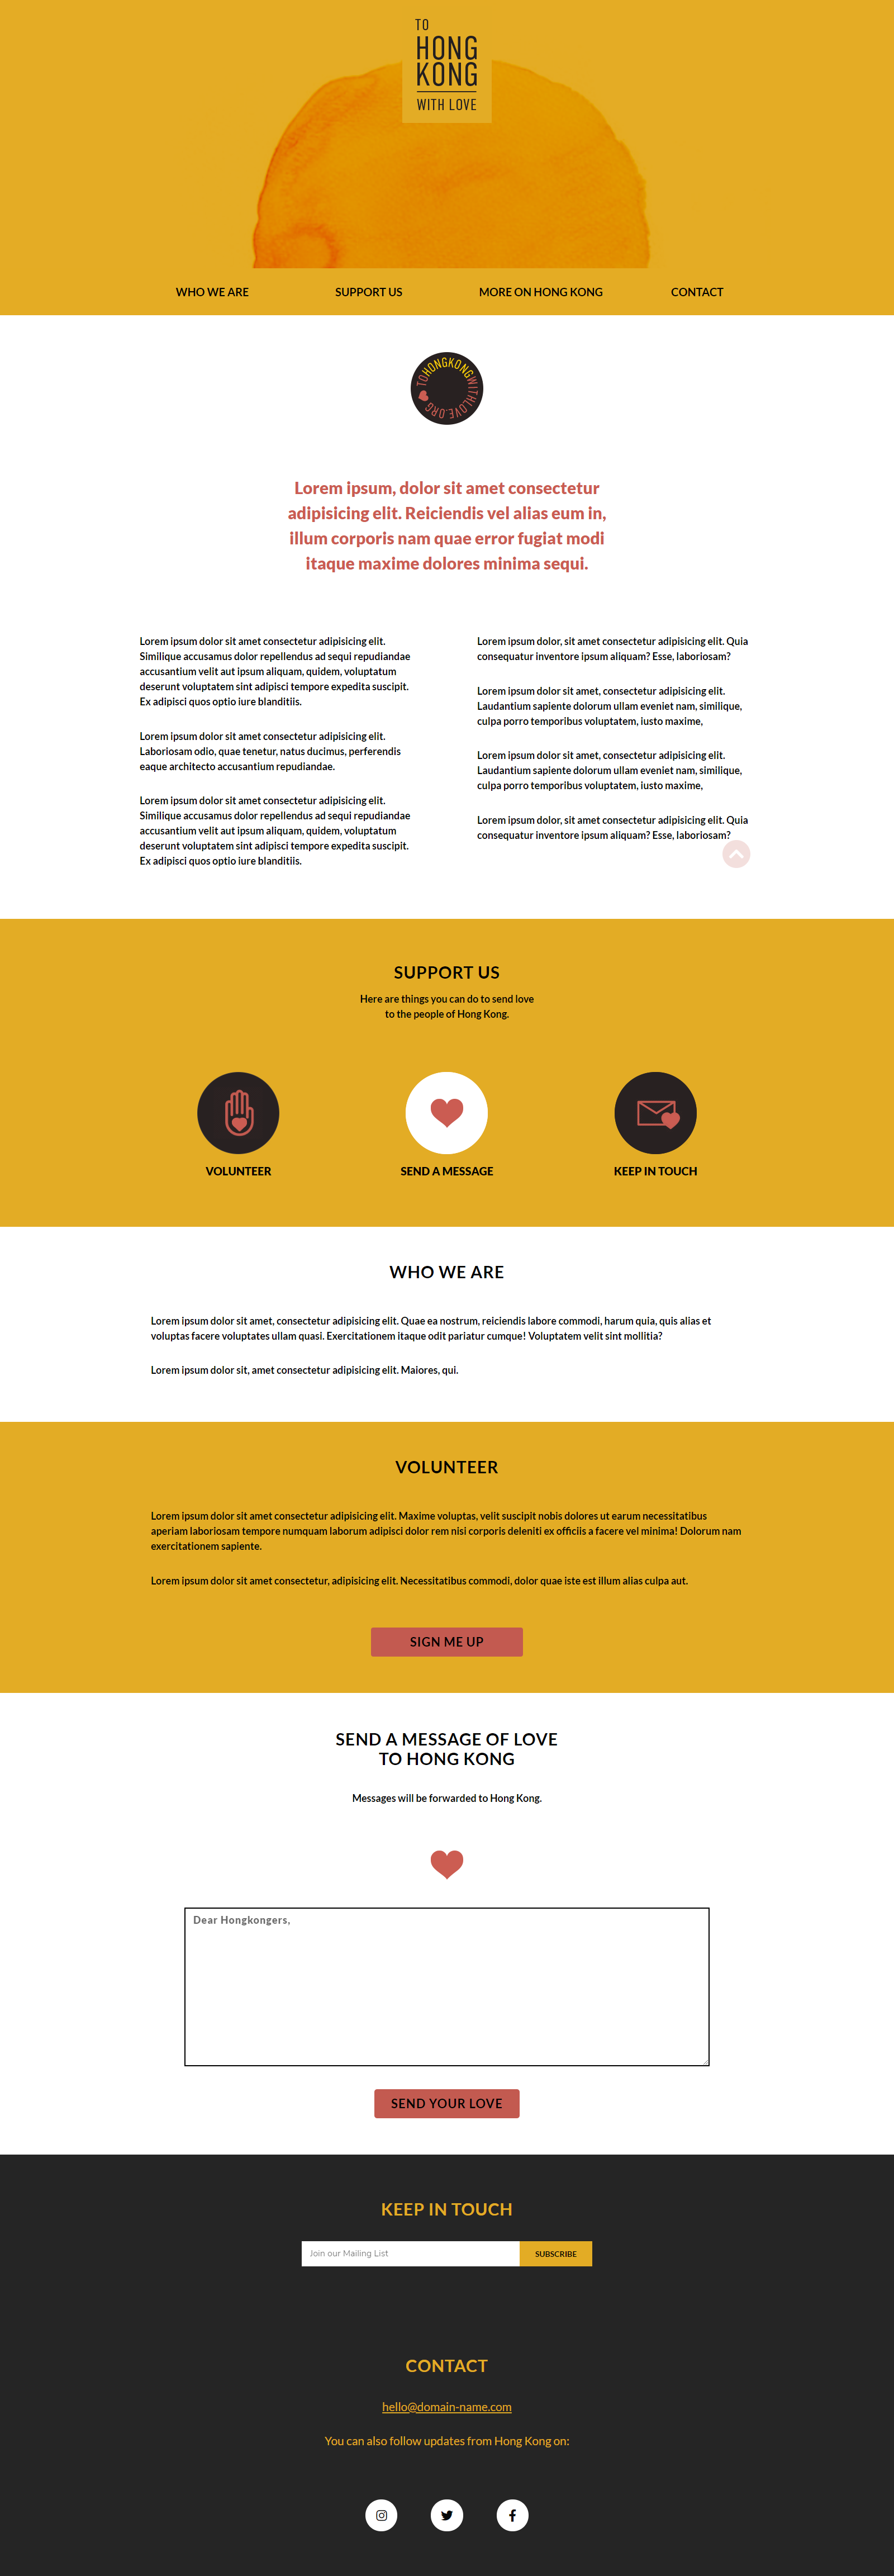 TO
HONG
KONG
WITH LOVE
WHO WE ARE
SUPPORT US
MORE ON HONG KONG
CONTACT
TOHONGKONGWITHLOVE.ORG
Lorem ipsum, dolor sit amet consectetur
adipisicing elit. Reiciendis vel alias eum in,
illum corporis nam quae error fugiat modi
itaque maxime dolores minima sequi.
Lorem ipsum dolor sit amet consectetur adipisicing elit.
Similique accusamus dolor repellendus ad sequi repudiandae
accusantium velit aut ipsum aliquam, quidem, voluptatum
deserunt voluptatem sint adipisci tempore expedita suscipit.
Ex adipisci quos optio iure blanditiis.
Lorem ipsum dolor sit amet consectetur adipisicing elit.
Laboriosam odio, quae tenetur, natus ducimus, perferendis
eaque architecto accusantium repudiandae.
Lorem ipsum dolor sit amet consectetur adipisicing elit.
Similique accusamus dolor repellendus ad sequi repudiandae
accusantium velit aut ipsum aliquam, quidem, voluptatum
deserunt voluptatem sint adipisci tempore expedita suscipit.
Ex adipisci quos optio iure blanditiis.
Lorem ipsum dolor, sit amet consectetur adipisicing elit. Quia
consequatur inventore ipsum aliquam? Esse, laboriosam?
Lorem ipsum dolor sit amet, consectetur adipisicing elit.
Laudantium sapiente dolorum ullam eveniet nam, similique,
culpa porro temporibus voluptatem, iusto maxime,
Lorem ipsum dolor sit amet, consectetur adipisicing elit.
Laudantium sapiente dolorum ullam eveniet nam, similique,
culpa porro temporibus voluptatem, iusto maxime,
Lorem ipsum dolor, sit amet consectetur adipisicing elit. Quia
consequatur inventore ipsum aliquam? Esse, laboriosam?
SUPPORT US
Here are things you can do to send love
to the people of Hong Kong.
VOLUNTEER
SEND A MESSAGE
KEEP IN TOUCH
WHO WE ARE
Lorem ipsum dolor sit amet, consectetur adipisicing elit. Quae ea nostrum, reiciendis labore commodi, harum quia, quis alias et
voluptas facere voluptates ullam quasi. Exercitationem itaque odit pariatur cumque! Voluptatem velit sint mollitia?
Lorem ipsum dolor sit, amet consectetur adipisicing elit. Maiores, qui.
VOLUNTEER
Lorem ipsum dolor sit amet consectetur adipisicing elit. Maxime voluptas, velit suscipit nobis dolores ut earum necessitatibus
aperiam laboriosam tempore numquam laborum adipisci dolor rem nisi corporis deleniti ex officiis a facere vel minima! Dolorum nam
exercitationem sapiente.
Lorem ipsum dolor sit amet consectetur, adipisicing elit. Necessitatibus commodi, dolor quae iste est illum alias culpa aut.
SIGN ME UP
SEND A MESSAGE OF LOVE
TO HONG KONG
Messages will be forwarded to Hong Kong.
Dear Hongkongers,
SEND YOUR LOVE
KEEP IN TOUCH
Join our Mailing List
SUBSCRIBE
CONTACT
hello@domain-name.com
You can also follow updates from Hong Kong on: